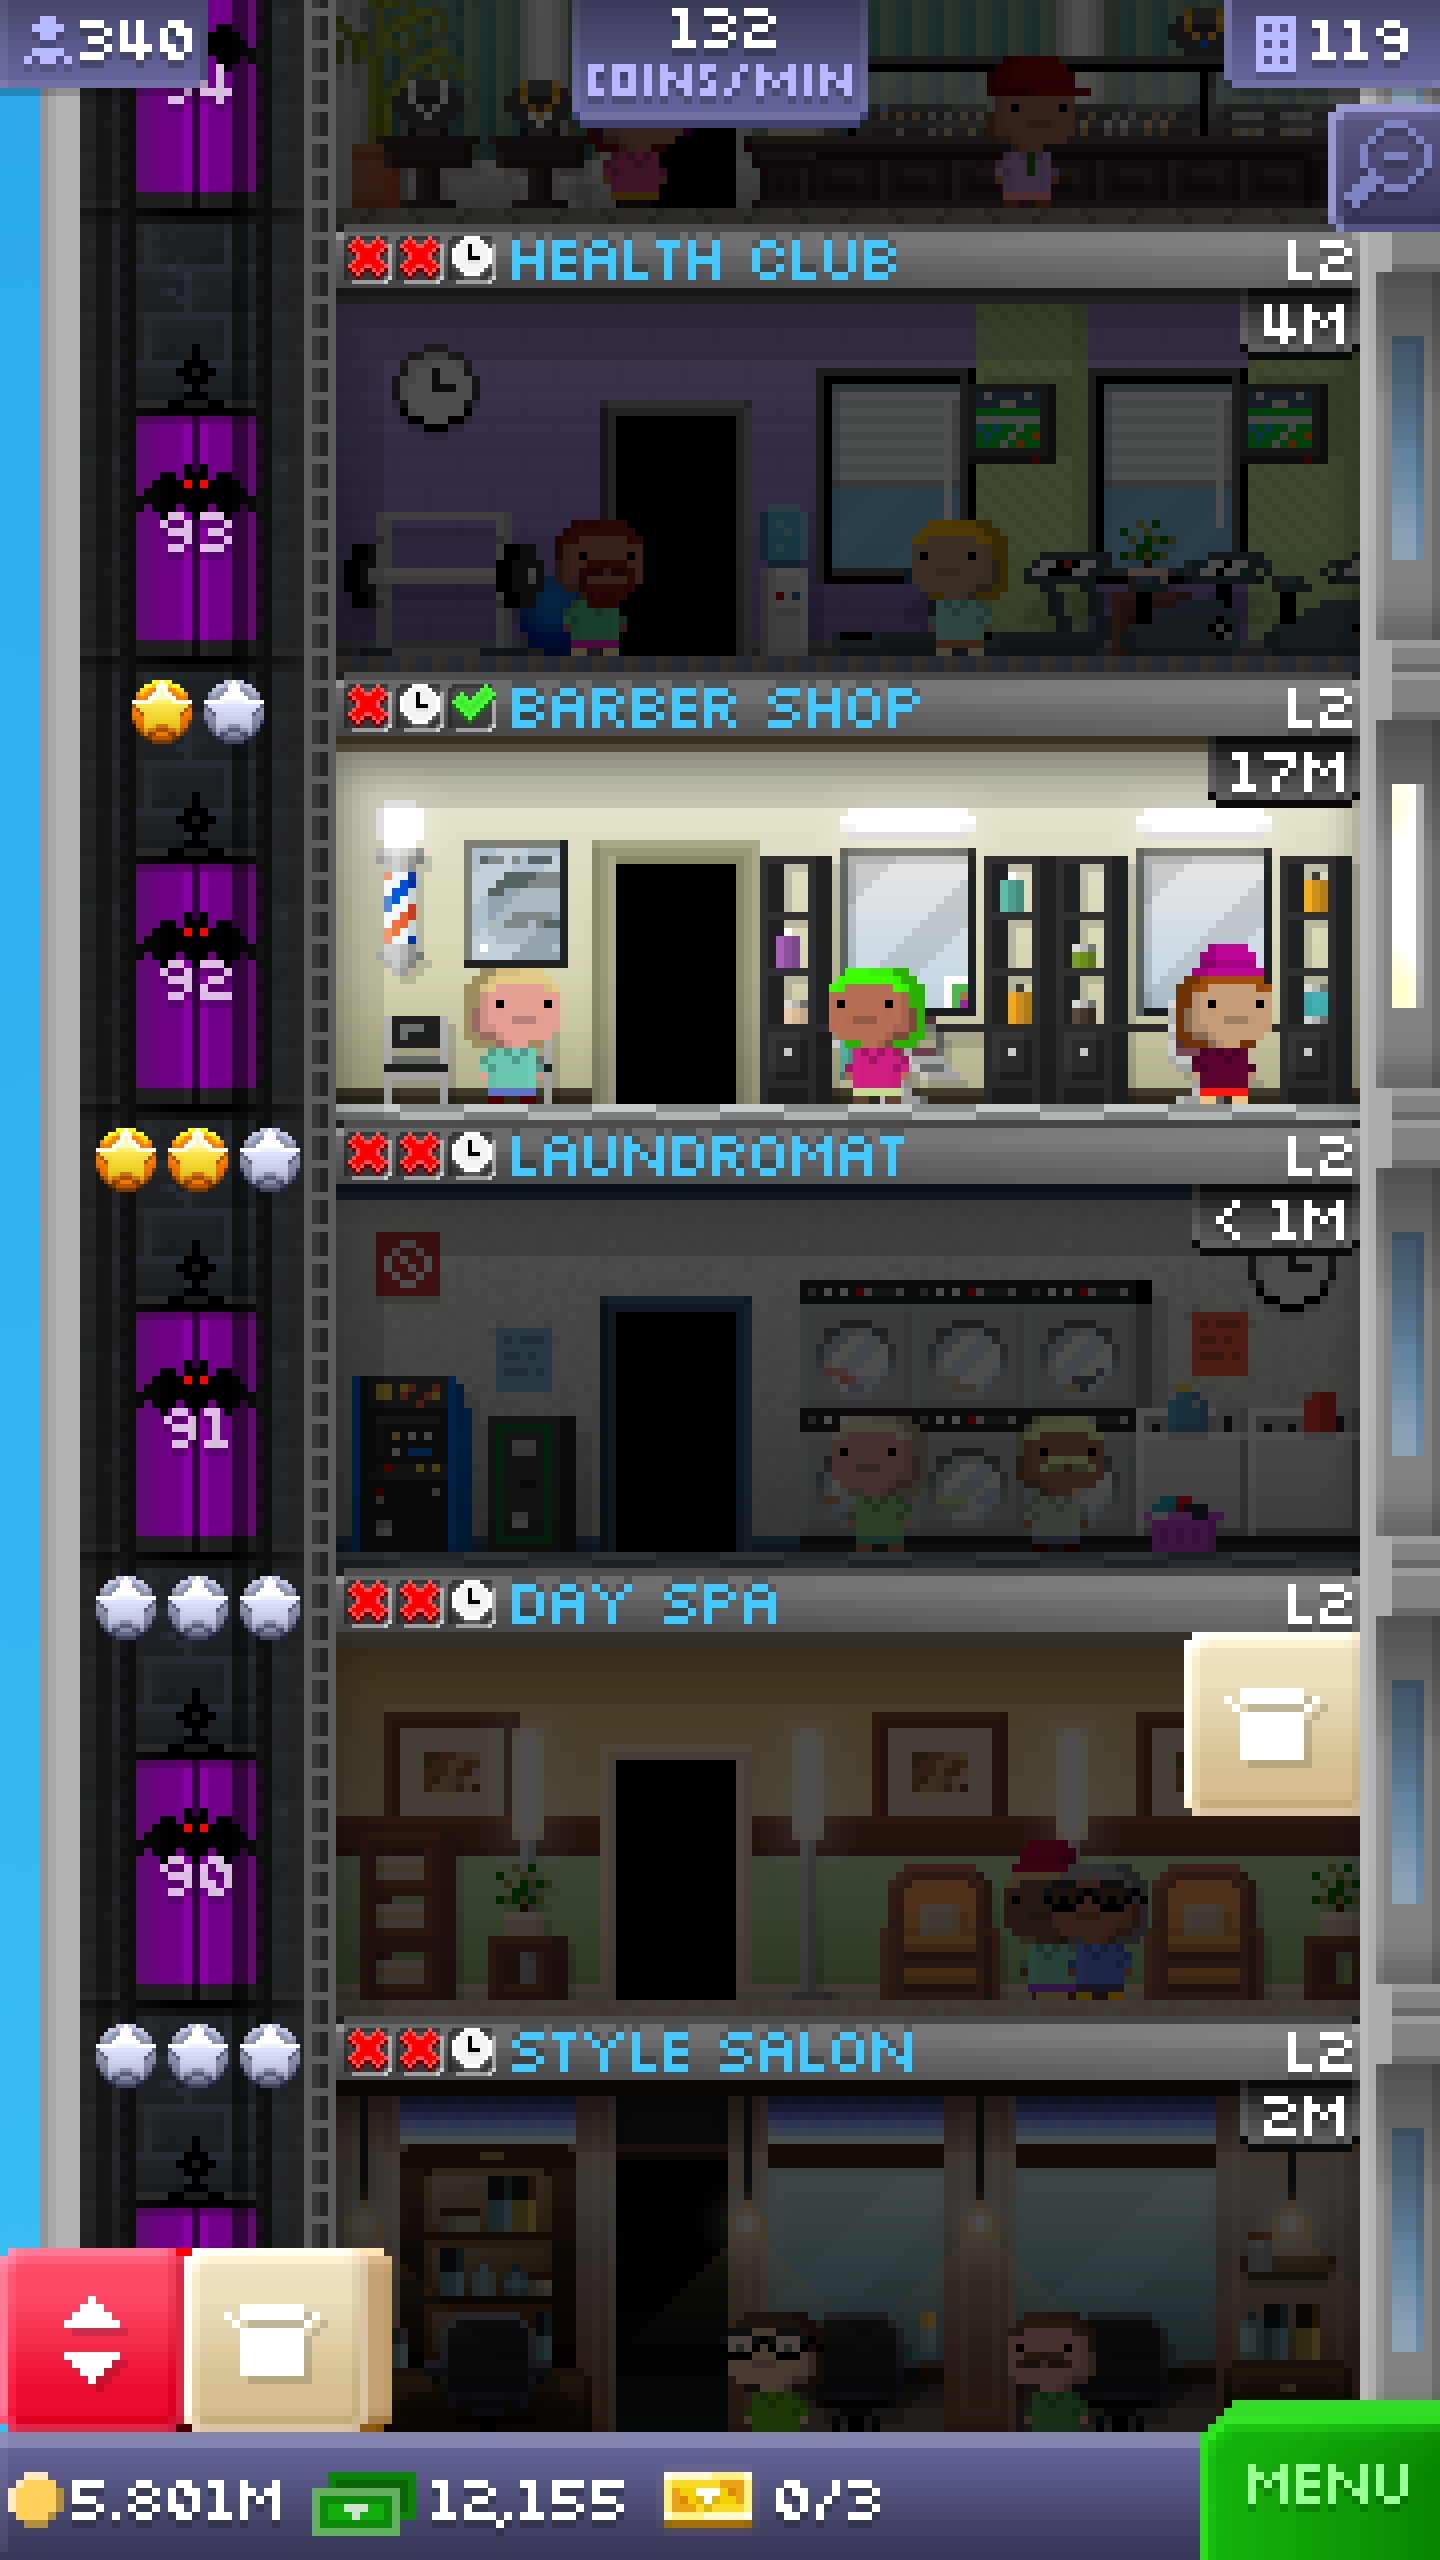 340
132
COINS/MIN
119
HEALTH CLUB L2
4M
93
BARBER SHOP L2
17M
92
LAUNDROMAT L2
< 1M
91
DAY SPA L2
90
STYLE SALON L2
2M
5.801M 12,155 0/3
MENU